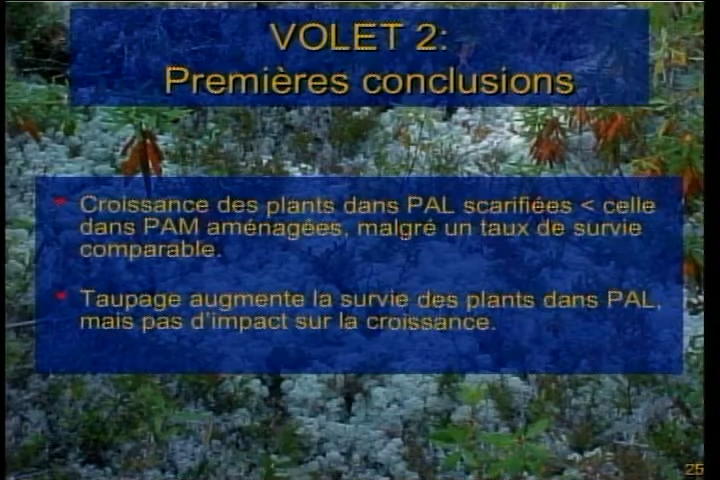 VOLET 2:
Premières conclusions
Croissance des plants dans PAL scarifiées < celle
dans PAM aménagées, malgré un taux de survie
comparable.
Taupage augmente la survie des plants dans PAL,
mais pas d'impact sur la croissance.
25